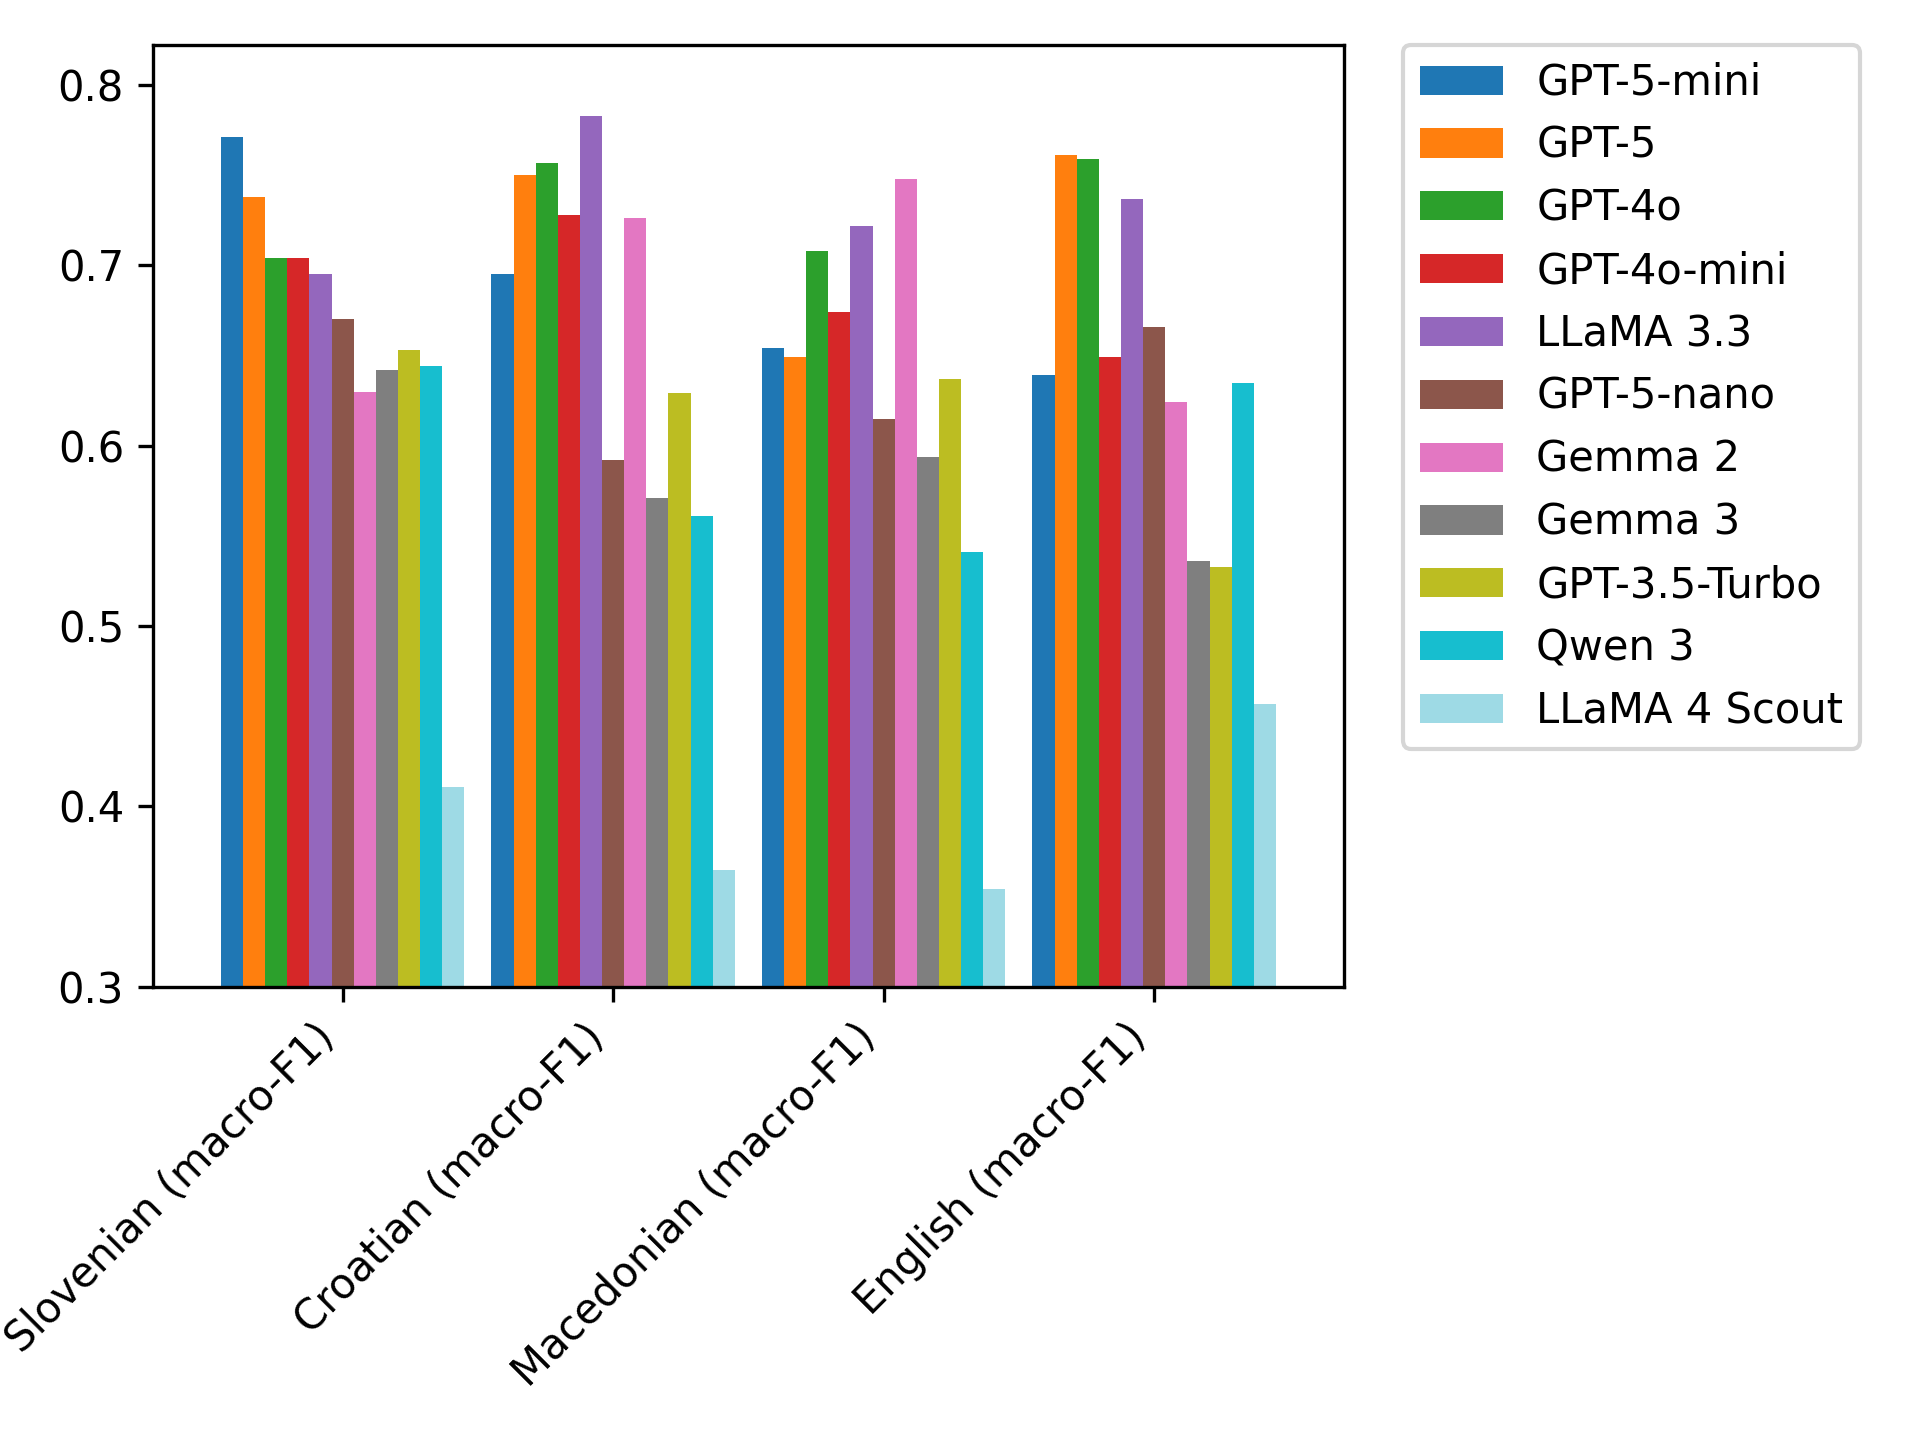 0.8
0.7
0.6
0.5
0.4
0.3
Slovenian (macro-F1)
Croatian (macro-F1)
Macedonian (macro-F1)
English (macro-F1)
GPT-5-mini
GPT-5
GPT-4o
GPT-4o-mini
LLaMA 3.3
GPT-5-nano
Gemma 2
Gemma 3
GPT-3.5-Turbo
Qwen 3
LLaMA 4 Scout